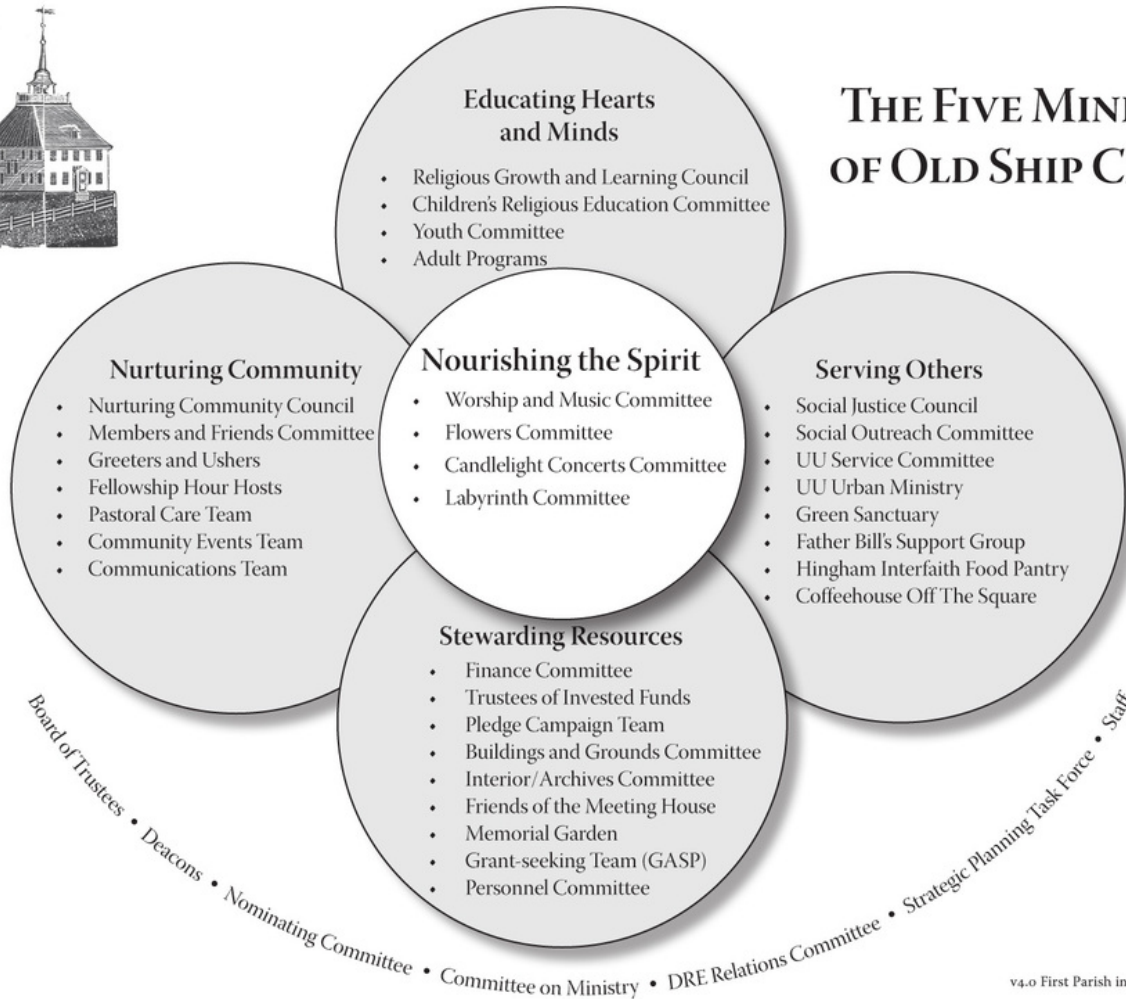 THE FIVE MIN
OF OLD SHIP C
Educating Hearts
and Minds
• Religious Growth and Learning Council
• Children's Religious Education Committee
• Youth Committee
• Adult Programs
Nurturing Community
• Nurturing Community Council
• Members and Friends Committee
• Greeters and Ushers
• Fellowship Hour Hosts
• Pastoral Care Team
• Community Events Team
• Communications Team
Nourishing the Spirit
• Worship and Music Committee
• Flowers Committee
• Candlelight Concerts Committee
• Labyrinth Committee
Serving Others
• Social Justice Council
• Social Outreach Committee
• UU Service Committee
• UU Urban Ministry
• Green Sanctuary
• Father Bill's Support Group
• Hingham Interfaith Food Pantry
• Coffeehouse Off The Square
Stewarding Resources
• Finance Committee
• Trustees of Invested Funds
• Pledge Campaign Team
• Buildings and Grounds Committee
• Interior/Archives Committee
• Friends of the Meeting House
• Memorial Garden
• Grant-seeking Team (GASP)
• Personnel Committee
Board of Trustees • Deacons • Nominating Committee • Committee on Ministry • DRE Relations Committee • Strategic Planning Task Force • Staff
v4.0 First Parish in